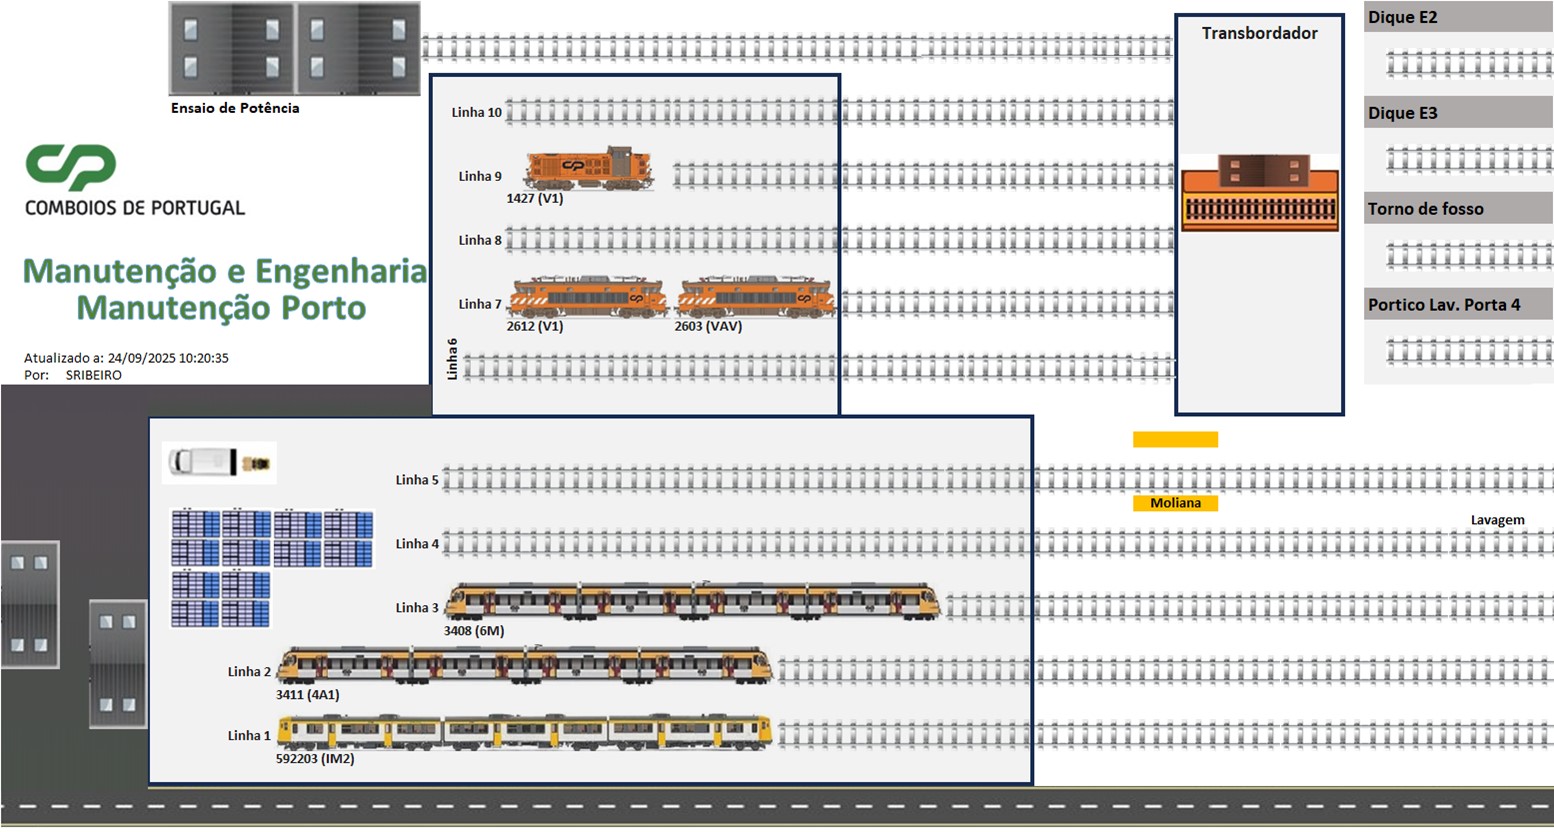 Ensaio de Potência
CP
COMBOIOS DE PORTUGAL
Manutenção e Engenharia
Manutenção Porto
Atualizado a: 24/09/2025 10:20:35
Por: SRIBEIRO
Linha 10
Linha 9
1427 (V1)
Linha 8
Linha 7
2612 (V1)
2603 (VAV)
Linha6
Transbordador
Dique E2
Dique E3
Torno de fosso
Portico Lav. Porta 4
Linha 5
Moliana
Lavagem
Linha 4
Linha 3
3408 (6M)
Linha 2
3411 (4A1)
Linha 1
592203 (IM2)